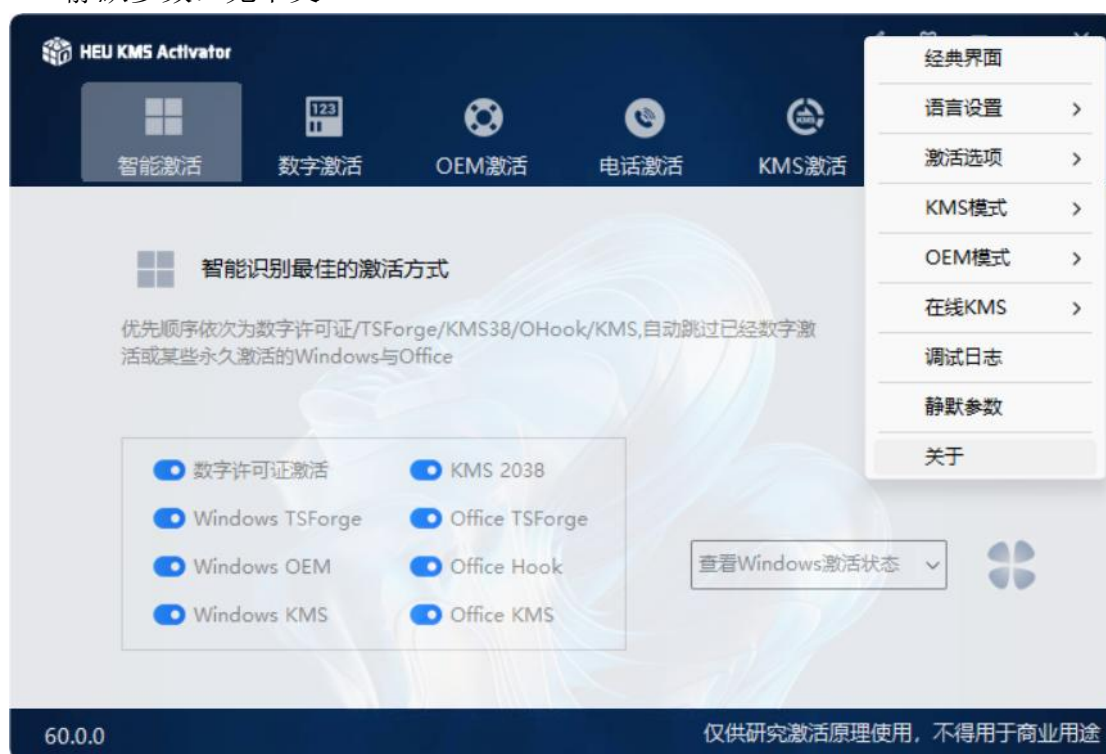 HEU KMS Activator
智能激活
123
数字激活
OEM激活
电话激活
KMS
KMS激活
经典界面
语言设置
激活选项
KMS模式
OEM模式
在线KMS
调试日志
静默参数
关于
智能识别最佳的激活方式
优先顺序依次为数字许可证/TSForge/KMS38/OHook/KMS,自动跳过已经数字激
活或某些永久激活的Windows与Office
数字许可证激活
KMS 2038
Windows TSForge
Office TSForge
Windows OEM
Office Hook
Windows KMS
Office KMS
查看Windows激活状态
60.0.0
仅供研究激活原理使用，不得用于商业用途